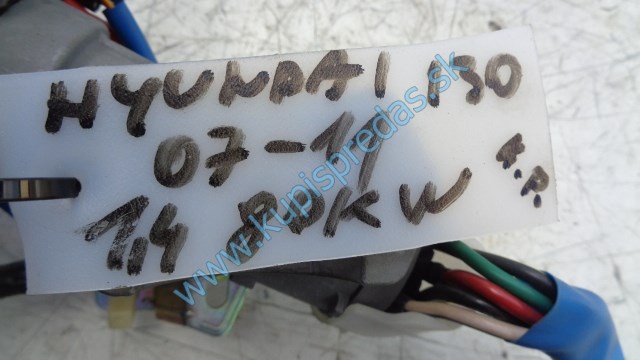 HYUNDAI i30
07-11
1,4 80KW
E.P.
www.kupispredas.sk